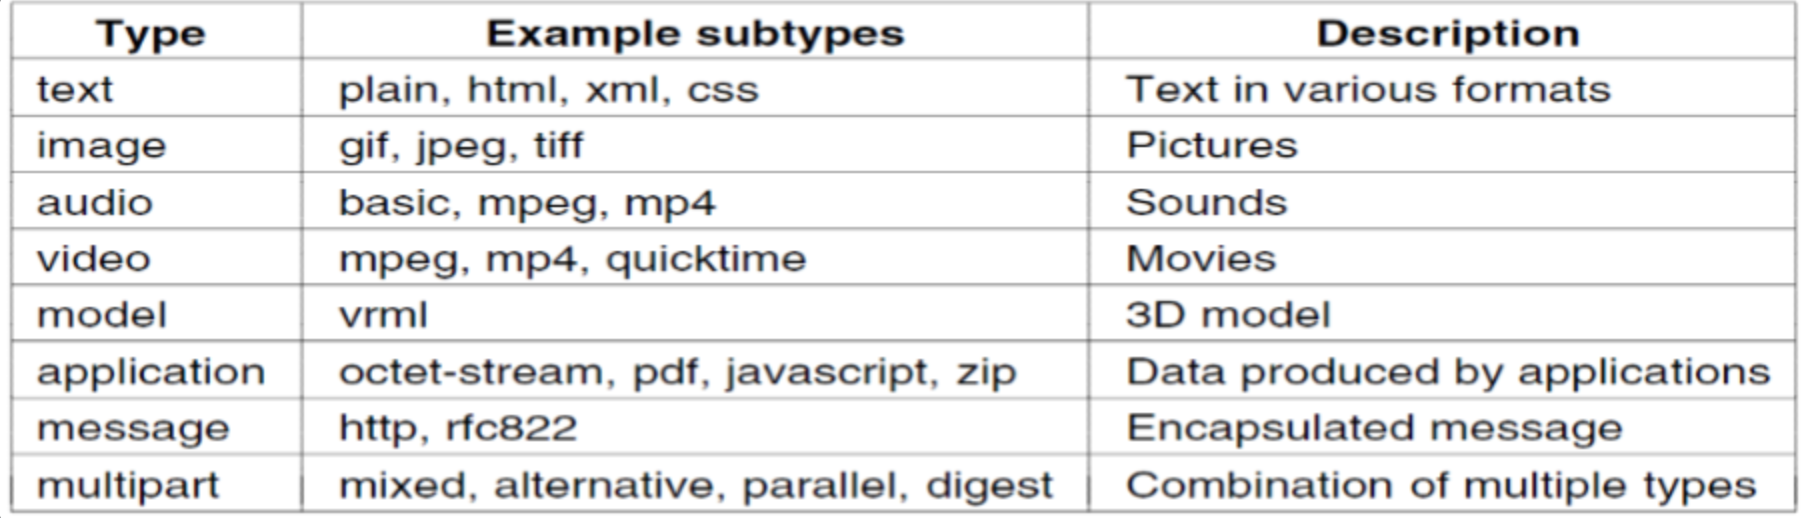 Type Example subtypes Description
text plain, html, xml, css Text in various formats
image gif, jpeg, tiff Pictures
audio basic, mpeg, mp4 Sounds
video mpeg, mp4, quicktime Movies
model vrml 3D model
application octet-stream, pdf, javascript, zip Data produced by applications
message http, rfc822 Encapsulated message
multipart mixed, alternative, parallel, digest Combination of multiple types